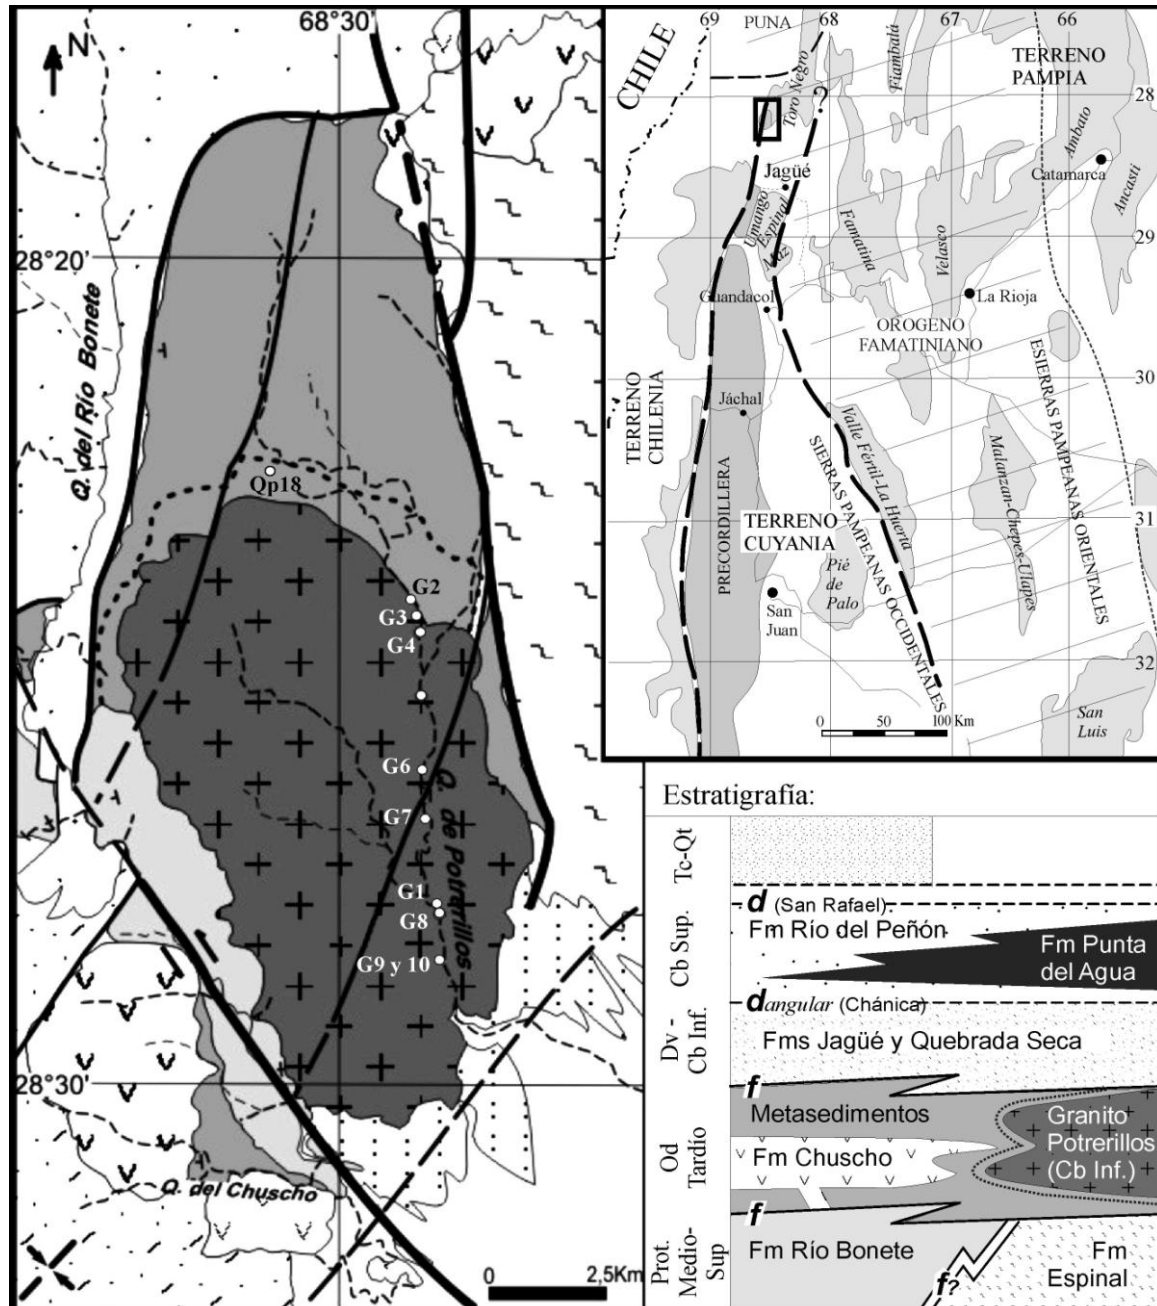 68°30'
N
28°20'
Q. del Río Bonete
Qp18
G2
G3
G4
G6
G7
Q. de Potrerillos
G1
G8
G9 y 10
28°30'
Q. del Chuscho
0
2,5Km
69
68
67
66
PUNA
CHILE
Toro Negro
Fiambalá
TERRENO
PAMPIA
?
28
Ambato
Jagüé
Catamarca
Ancasti
Umango
Espinal
Maz
Famatina
Velasco
29
Guandacol
La Rioja
OROGENO
FAMATINIANO
TERRENO
CHILENIA
30
Jáchal
ESIERRAS PAMPEANAS ORIENTALES
Valle Fértil-La Huerta
Malanzan-Chepes-Ulapes
SIERRAS PAMPEANAS OCCIDENTALES
PRECORDILLERA
31
TERRENO
CUYANIA
Pié
de
Palo
San
Juan
32
0
50
100 Km
San
Luis
Estratigrafía:
Tc-Qt
d (San Rafael)
Cb Sup.
Fm Río del Peñón
Fm Punta
del Agua
d angular (Chánica)
Dv -
Cb Inf.
Fms Jagüé y Quebrada Seca
f
Metasedimentos
Granito
Potrerillos
(Cb Inf.)
Od
Tardío
Fm Chuscho
f
Prot.
Medio-
Sup
Fm Río Bonete
f?
Fm
Espinal